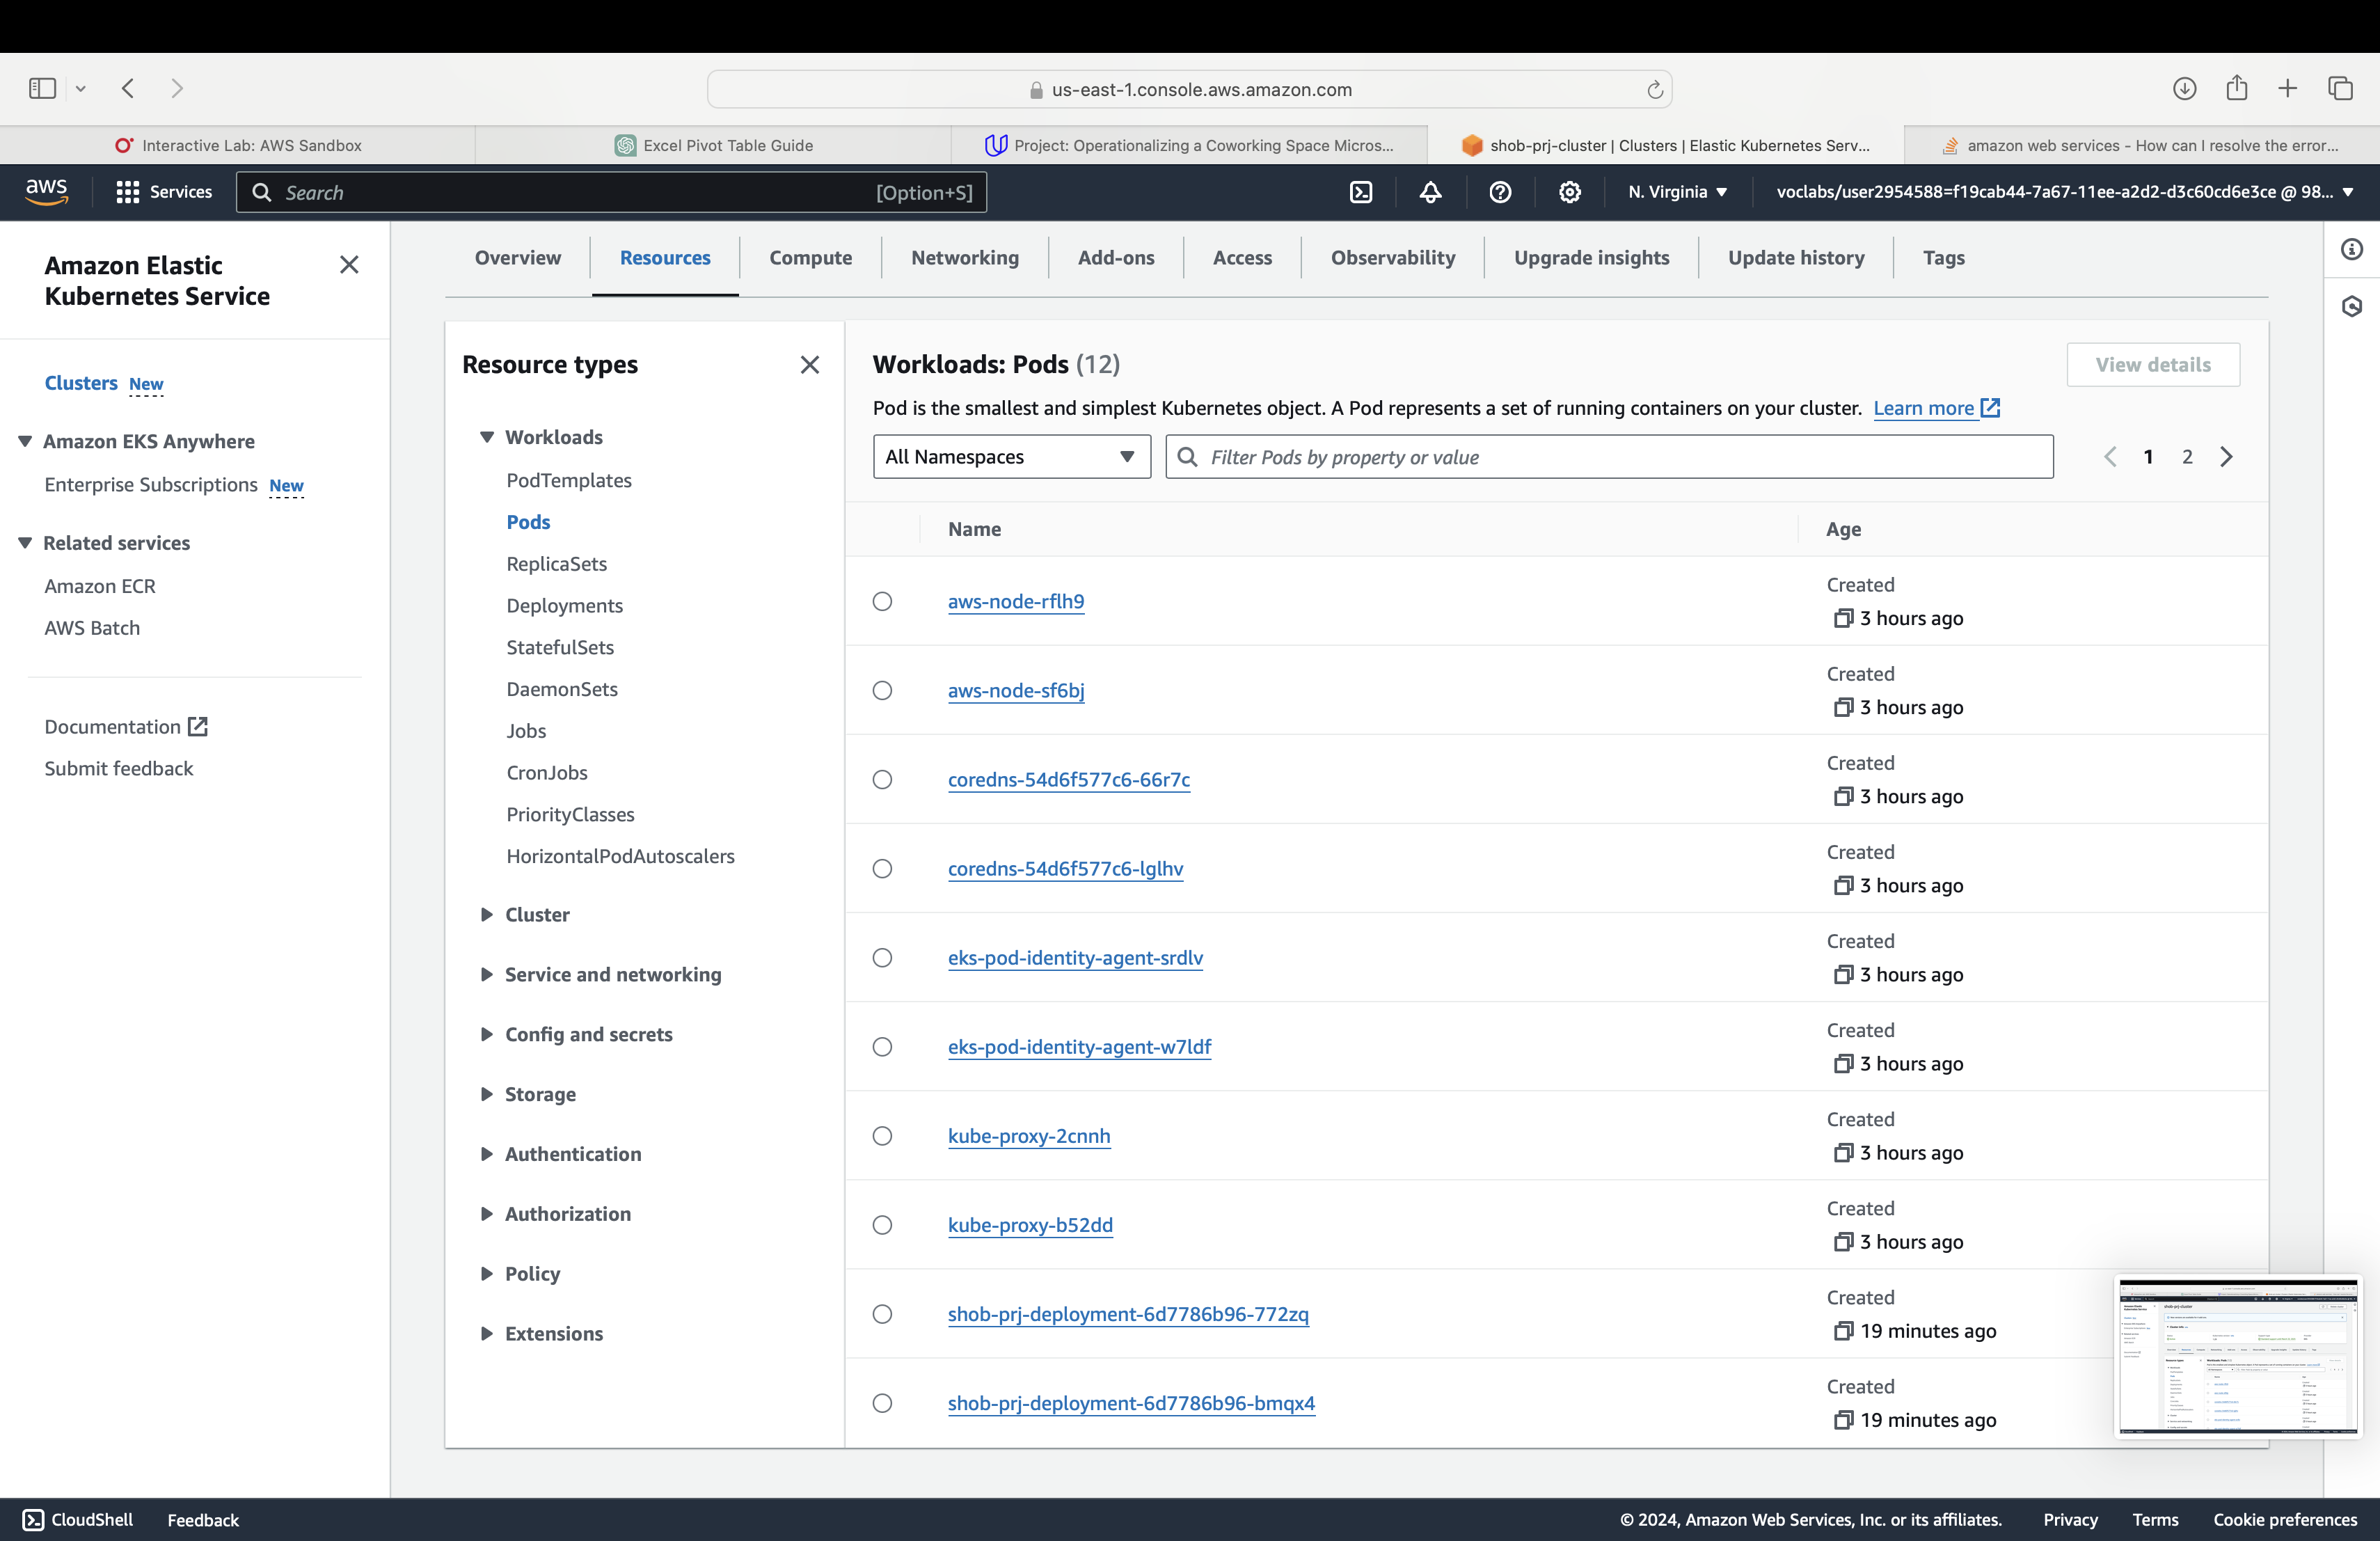 us-east-1.console.aws.amazon.com
Interactive Lab: AWS Sandbox
Excel Pivot Table Guide
Project: Operationalizing a Coworking Space Micros...
shob-prj-cluster | Clusters | Elastic Kubernetes Serv...
amazon web services - How can I resolve the error...
aws
Services
Search
[Option+S]
N. Virginia
voclabs/user2954588=f19cab44-7a67-11ee-a2d2-d3c60cd6e3ce @ 98...
Amazon Elastic
Kubernetes Service
Clusters New
Amazon EKS Anywhere
Enterprise Subscriptions New
Related services
Amazon ECR
AWS Batch
Documentation
Submit feedback
Overview
Resources
Compute
Networking
Add-ons
Access
Observability
Upgrade insights
Update history
Tags
Resource types
Workloads
PodTemplates
Pods
ReplicaSets
Deployments
StatefulSets
DaemonSets
Jobs
CronJobs
PriorityClasses
HorizontalPodAutoscalers
Cluster
Service and networking
Config and secrets
Storage
Authentication
Authorization
Policy
Extensions
Workloads: Pods (12)
View details
Pod is the smallest and simplest Kubernetes object. A Pod represents a set of running containers on your cluster. Learn more
All Namespaces
Filter Pods by property or value
1 2
Name
Age
aws-node-rflh9
Created
3 hours ago
aws-node-sf6bj
Created
3 hours ago
coredns-54d6f577c6-66r7c
Created
3 hours ago
coredns-54d6f577c6-lglhv
Created
3 hours ago
eks-pod-identity-agent-srdlv
Created
3 hours ago
eks-pod-identity-agent-w7ldf
Created
3 hours ago
kube-proxy-2cnnh
Created
3 hours ago
kube-proxy-b52dd
Created
3 hours ago
shob-prj-deployment-6d7786b96-772zq
Created
19 minutes ago
shob-prj-deployment-6d7786b96-bmqx4
Created
19 minutes ago
shob-prj-cluster
CloudShell
Feedback
© 2024, Amazon Web Services, Inc. or its affiliates.
Privacy
Terms
Cookie preferences